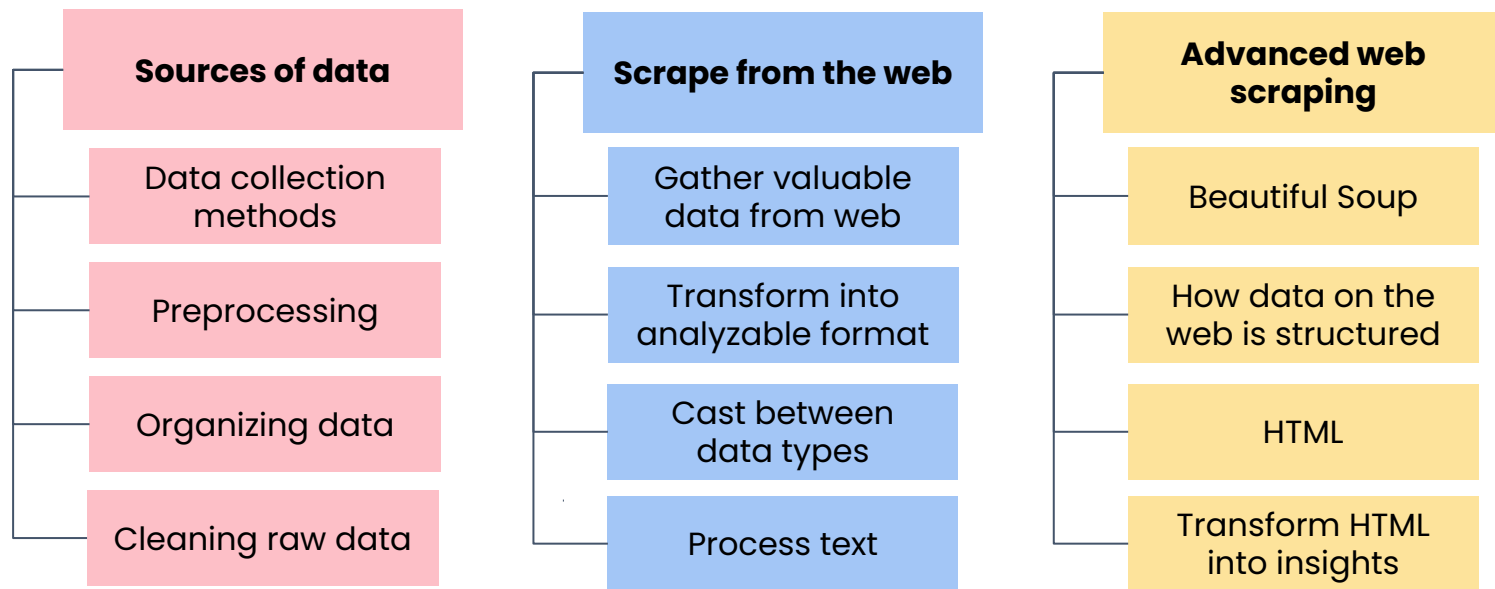 Sources of data
Data collection
methods
Preprocessing
Organizing data
Cleaning raw data
Scrape from the web
Gather valuable
data from web
Transform into
analyzable format
Cast between
data types
Process text
Advanced web
scraping
Beautiful Soup
How data on the
web is structured
HTML
Transform HTML
into insights